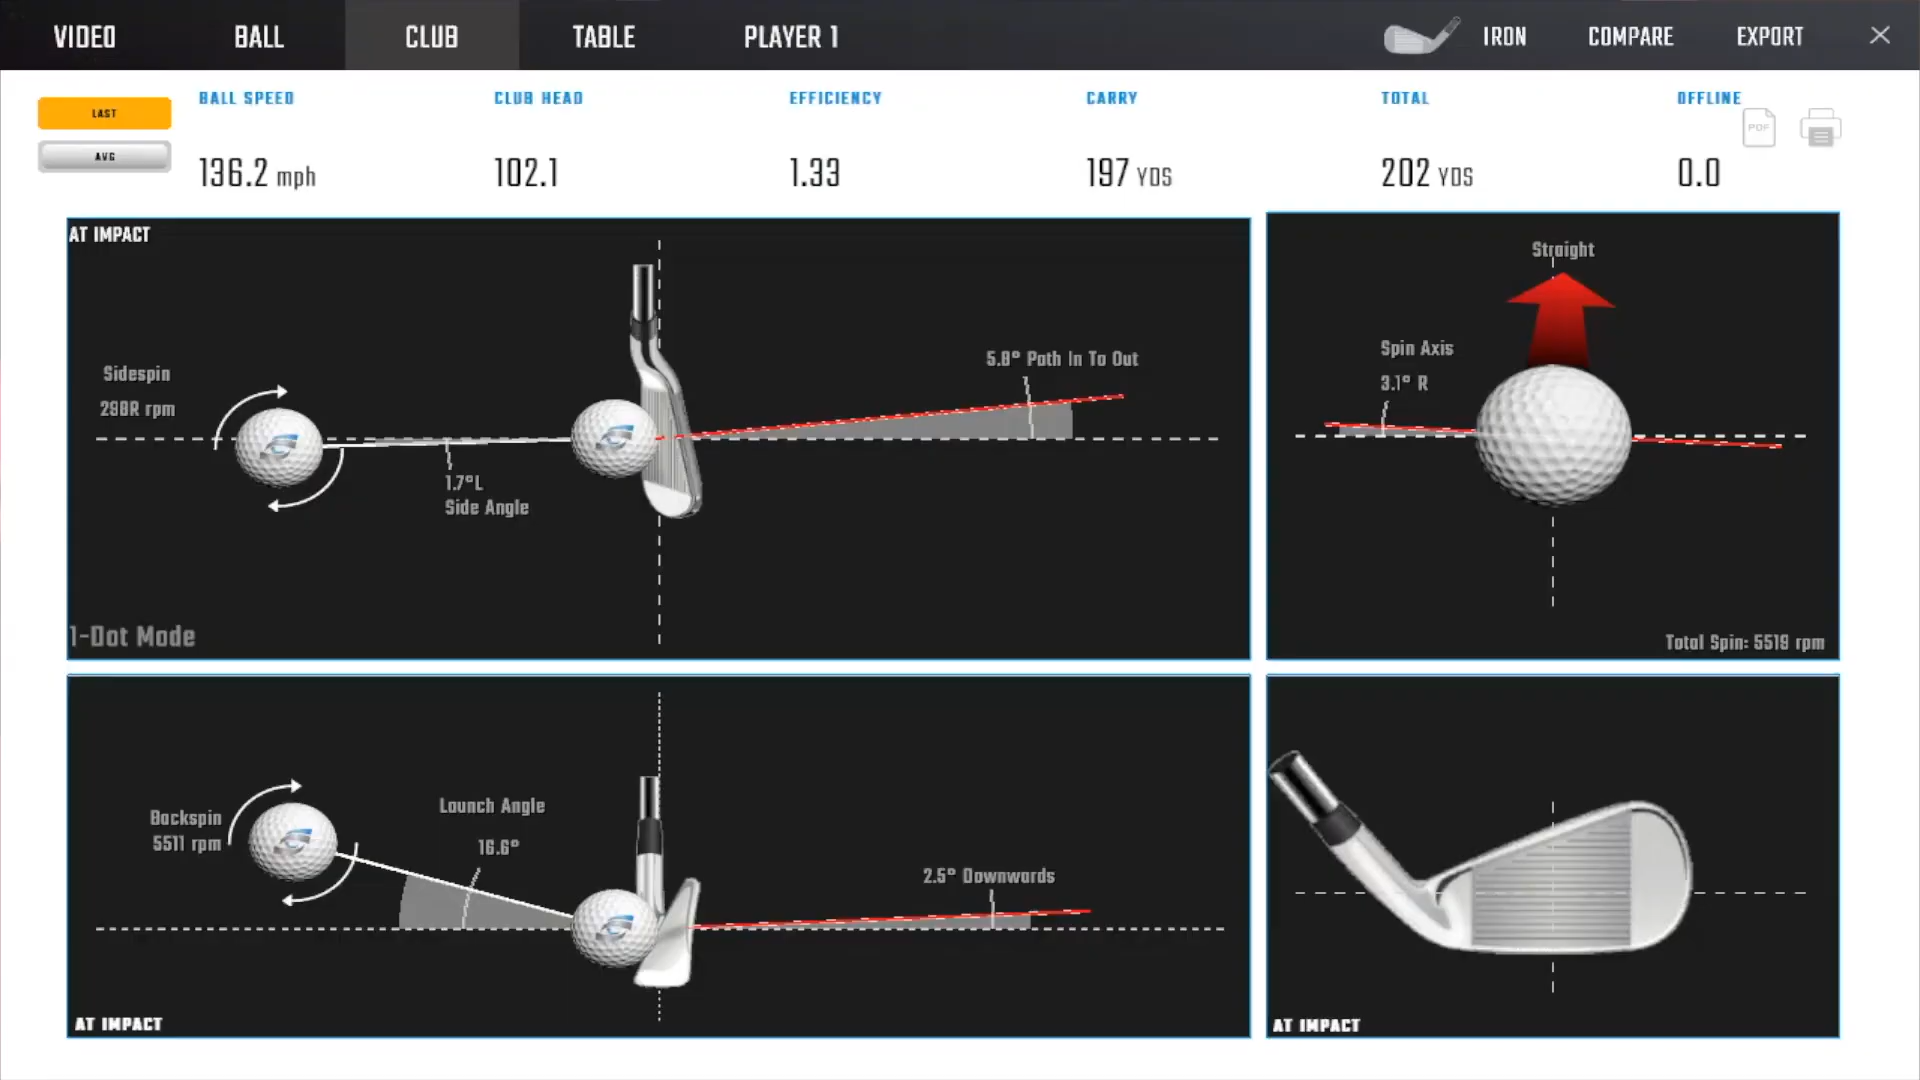 VIDEO
BALL
CLUB
TABLE
PLAYER 1
IRON
COMPARE
EXPORT
LAST
AVG
BALL SPEED
136.2 mph
CLUB HEAD
102.1
EFFICIENCY
1.33
CARRY
197 YDS
TOTAL
202 YDS
OFFLINE
0.0
PDF
AT IMPACT
Sidespin
298R rpm
1.7°L
Side Angle
5.8° Path In To Out
1-Dot Mode
Straight
Spin Axis
3.1° R
Total Spin: 5519 rpm
Backspin
5511 rpm
Launch Angle
16.6°
2.5° Downwards
AT IMPACT
AT IMPACT